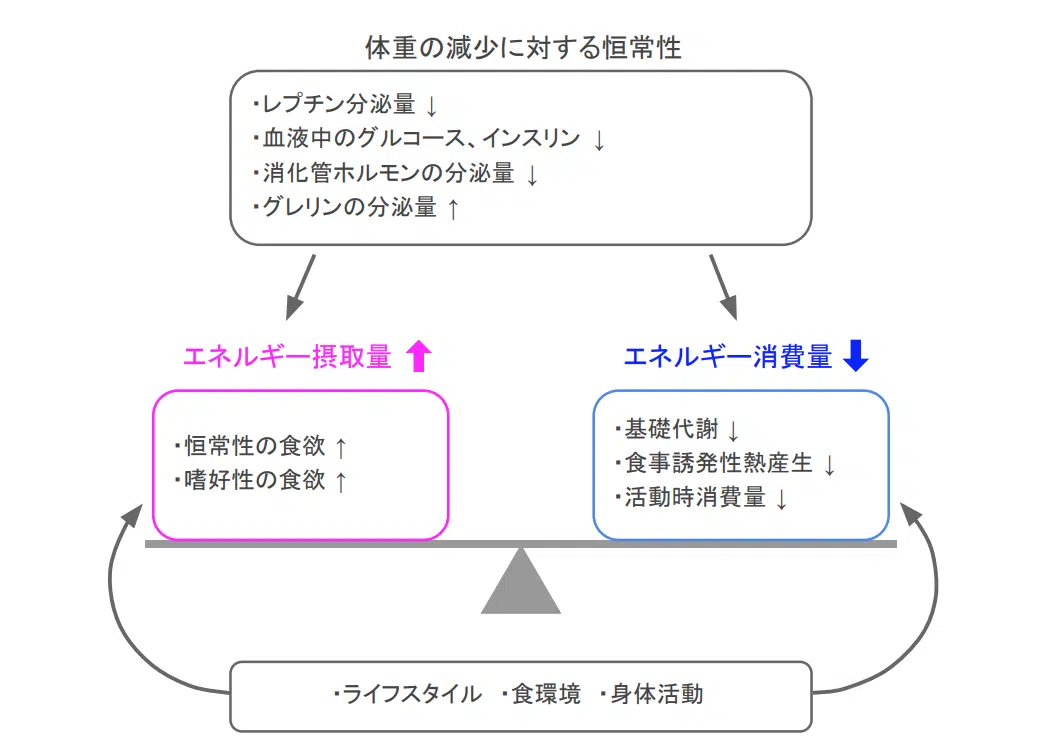 体重の減少に対する恒常性
・レプチン分泌量 ↓
・血液中のグルコース、インスリン ↓
・消化管ホルモンの分泌量 ↓
・グレリンの分泌量 ↑
エネルギー摂取量 ⬆
エネルギー消費量 ⬇
・恒常性の食欲 ↑
・嗜好性の食欲 ↑
・基礎代謝 ↓
・食事誘発性熱産生 ↓
・活動時消費量 ↓
・ライフスタイル ・食環境 ・身体活動